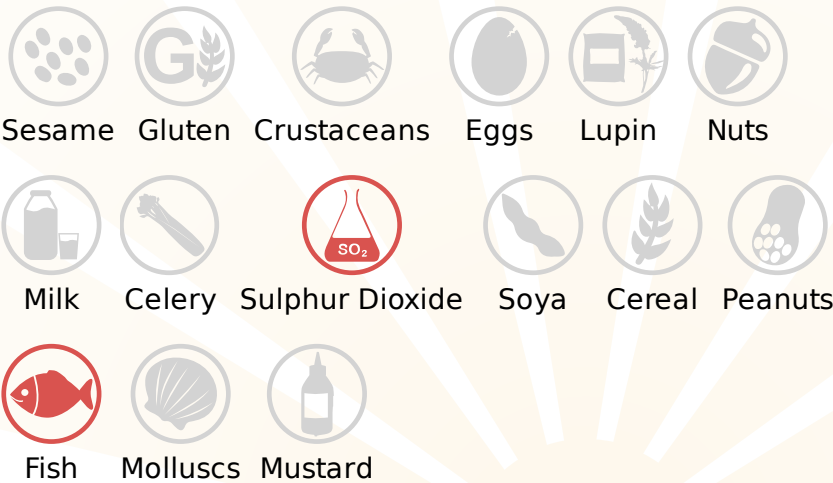 G
Sesame Gluten Crustaceans Eggs Lupin Nuts
SO₂
Milk Celery Sulphur Dioxide Soya Cereal Peanuts
Fish Molluscs Mustard